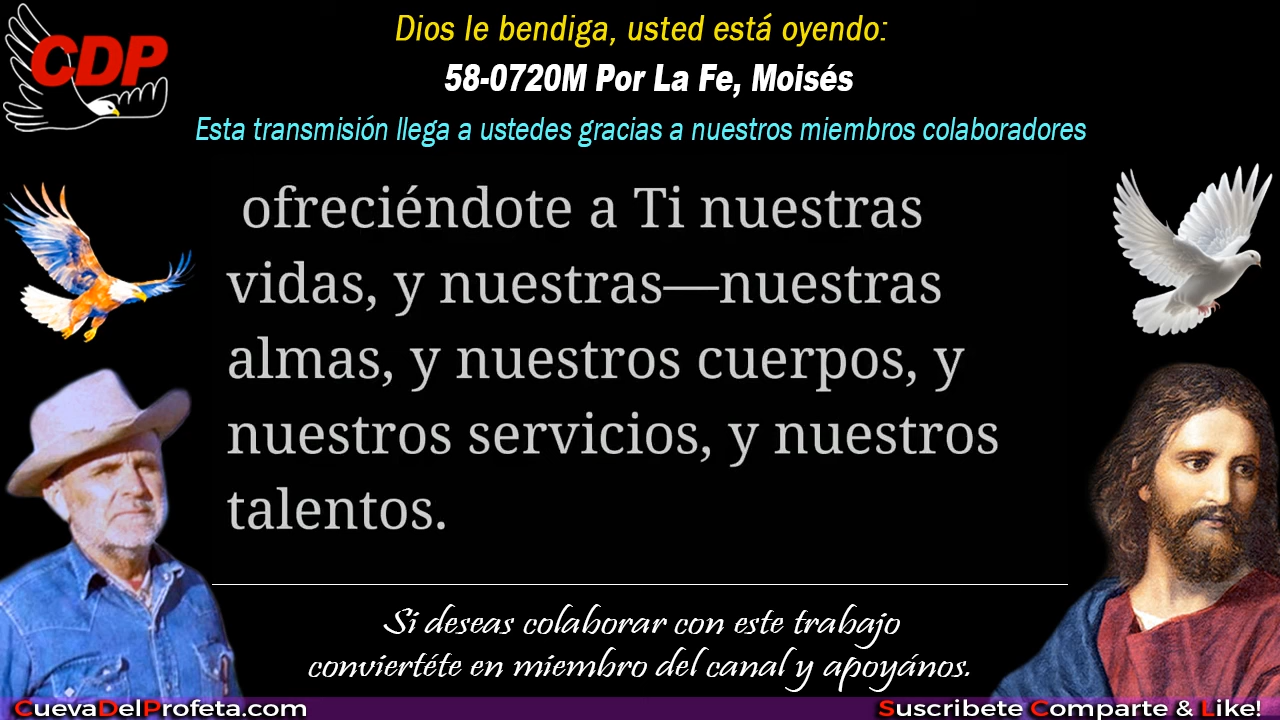 CDP
Dios le bendiga, usted está oyendo:
58-0720M Por La Fe, Moisés
Esta transmisión llega a ustedes gracias a nuestros miembros colaboradores
ofreciéndote a Ti nuestras
vidas, y nuestras—nuestras
almas, y nuestros cuerpos, y
nuestros servicios, y nuestros
talentos.
Si deseas colaborar con este trabajo
conviertéte en miembro del canal y apoyános.
CuevaDelProfeta.com
Suscribete Comparte & Like!